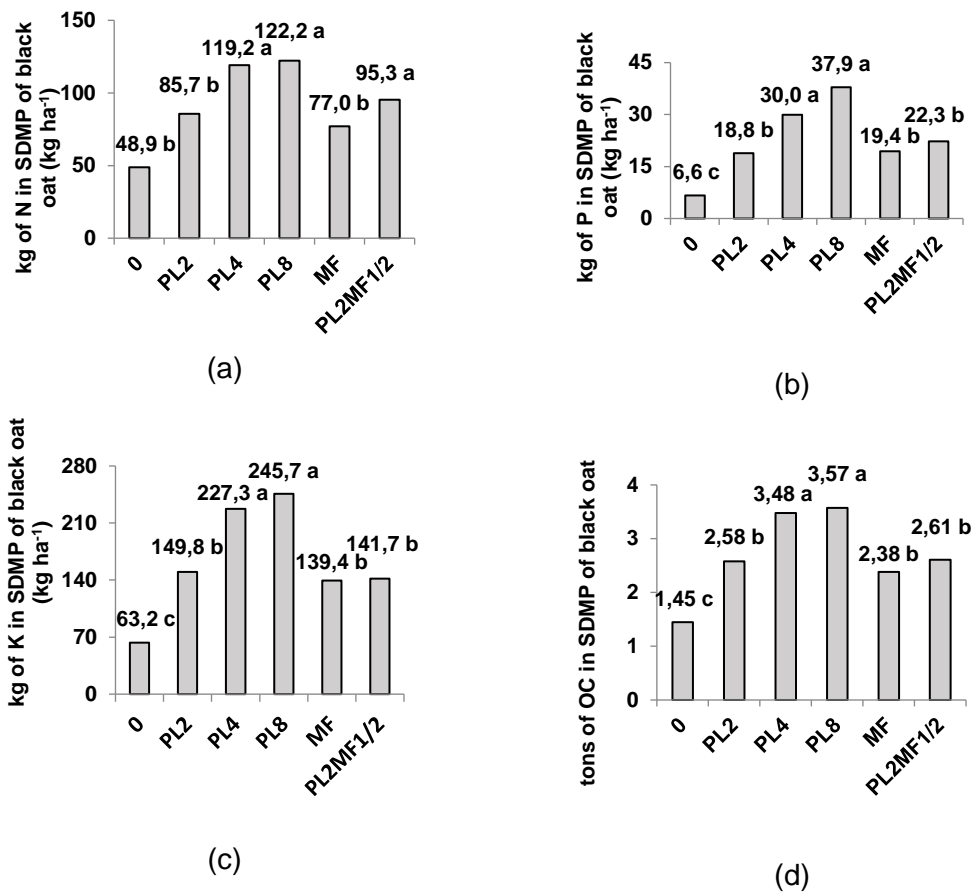 kg of N in SDMP of black
oat (kg ha⁻¹)
150
100
50
0
48,9 b
85,7 b
119,2 a
122,2 a
77,0 b
95,3 a
0
PL2
PL4
PL8
MF
PL2MF1/2
(a)
kg of P in SDMP of black
oat (kg ha⁻¹)
45
30
15
0
6,6 c
18,8 b
30,0 a
37,9 a
19,4 b
22,3 b
0
PL2
PL4
PL8
MF
PL2MF1/2
(b)
kg of K in SDMP of black oat
(kg ha⁻¹)
280
210
140
70
0
63,2 c
149,8 b
227,3 a
245,7 a
139,4 b
141,7 b
0
PL2
PL4
PL8
MF
PL2MF1/2
(c)
tons of OC in SDMP of black oat
4
3
2
1
0
1,45 c
2,58 b
3,48 a
3,57 a
2,38 b
2,61 b
0
PL2
PL4
PL8
MF
PL2MF1/2
(d)